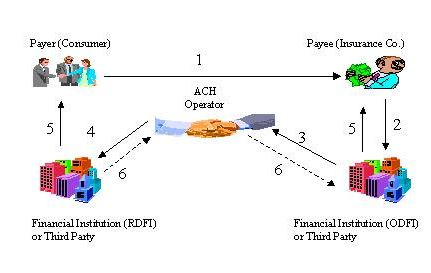 Payer (Consumer)
Payee (Insurance Co.)
1
ACH
Operator
5
4
3
5
2
6
6
Financial Institution (RDFI)
or Third Party
Financial Institution (ODFI)
or Third Party